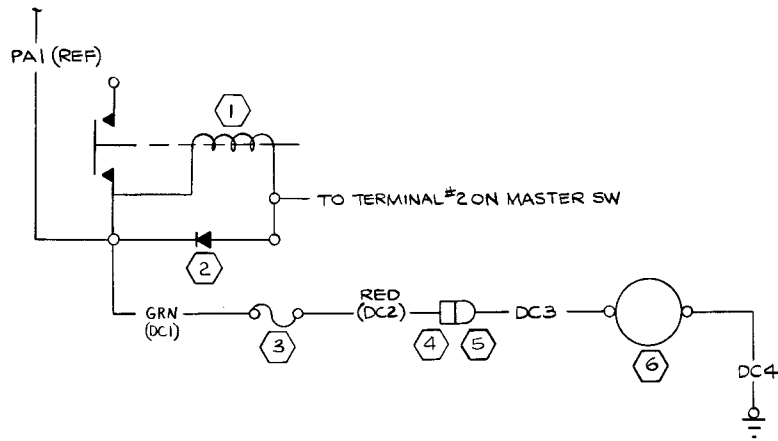 PA1 (REF)
1
TO TERMINAL #2 ON MASTER SW
2
GRN
(DC1)
3
RED
(DC2)
4
5
DC3
6
DC4